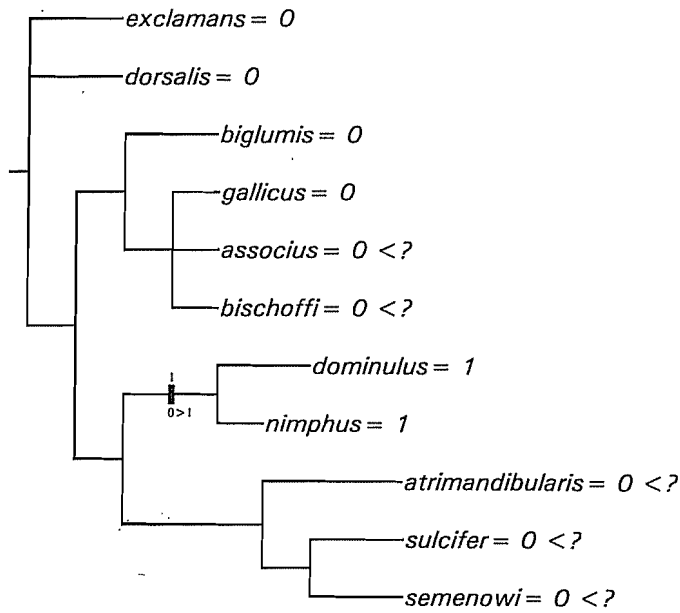 exclamans = 0
dorsalis = 0
biglumis = 0
gallicus = 0
associus = 0 <?
bischoffi = 0 <?
1
dominulus = 1
0>1
nimphus = 1
atrimandibularis = 0 <?
sulcifer = 0 <?
semenowi = 0 <?